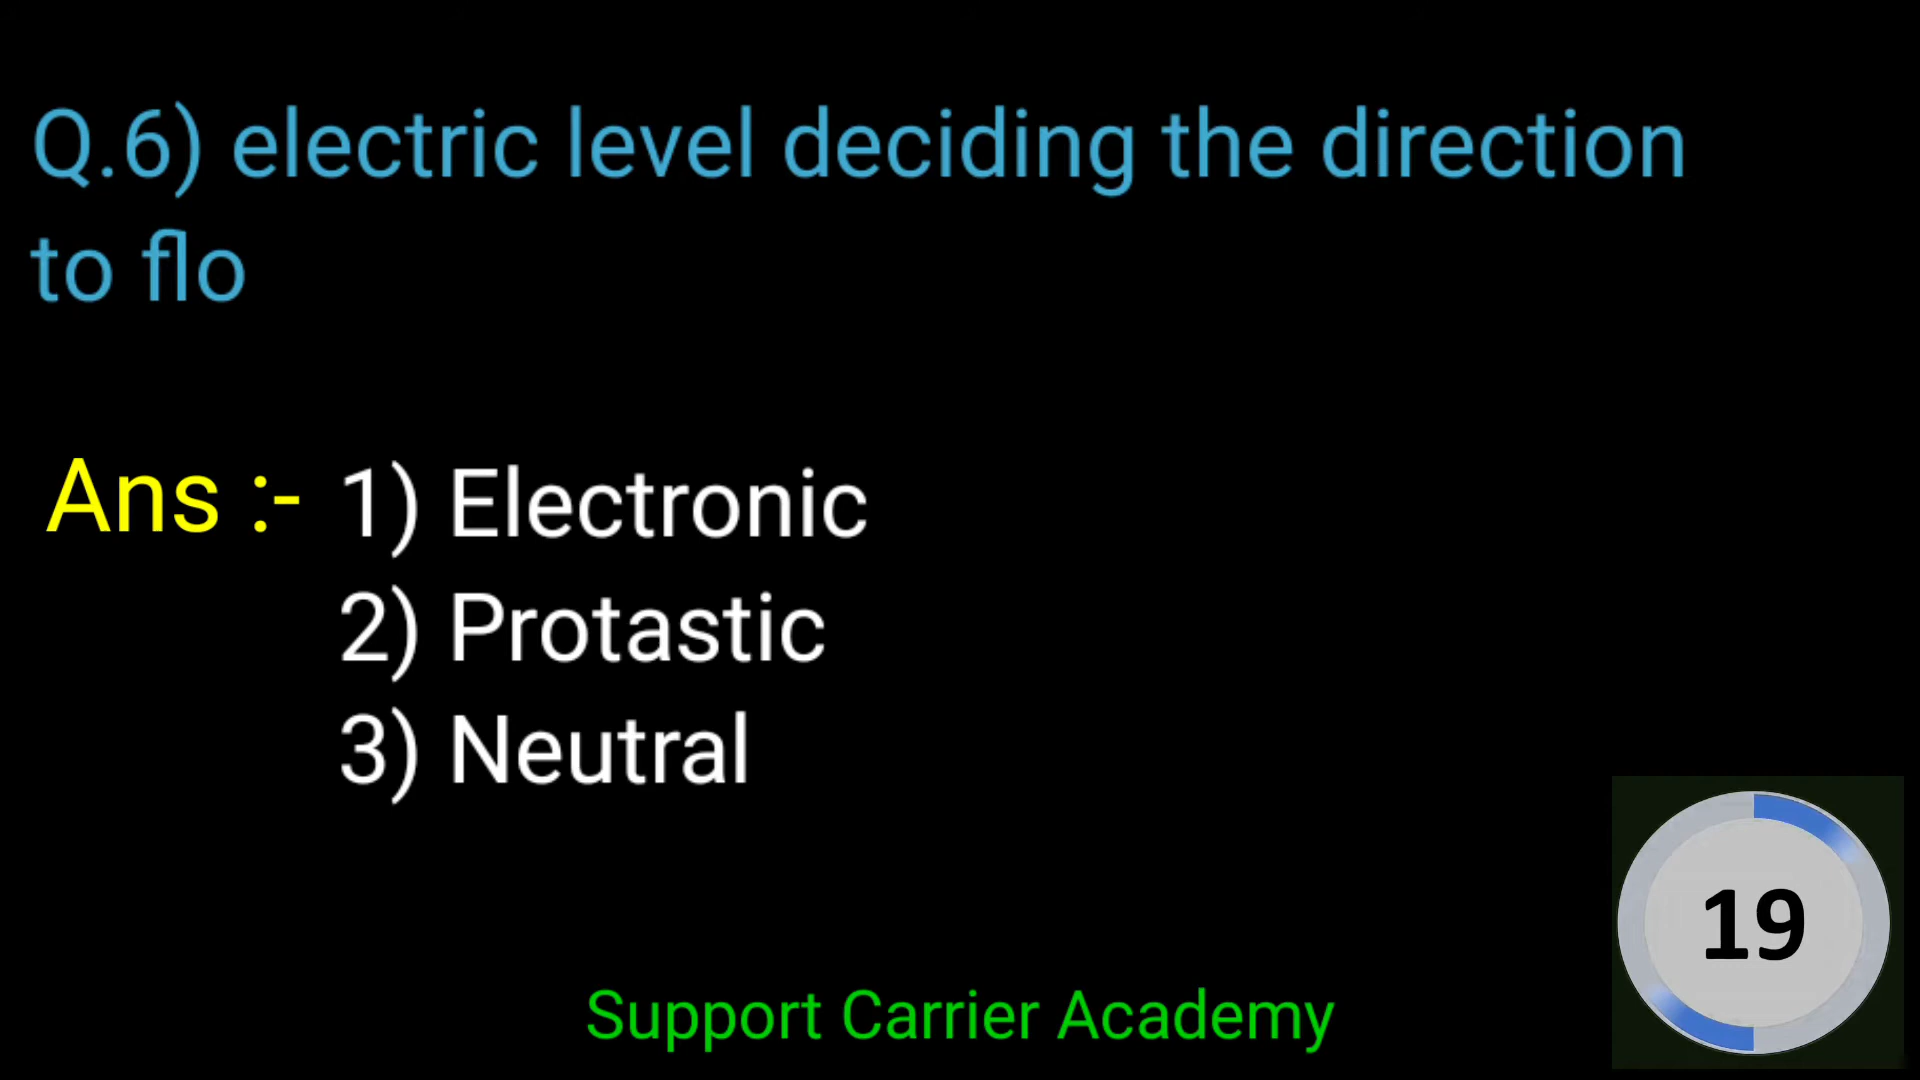 Q.6) electric level deciding the direction
to flo
Ans :- 1) Electronic
2) Protastic
3) Neutral
19
Support Carrier Academy